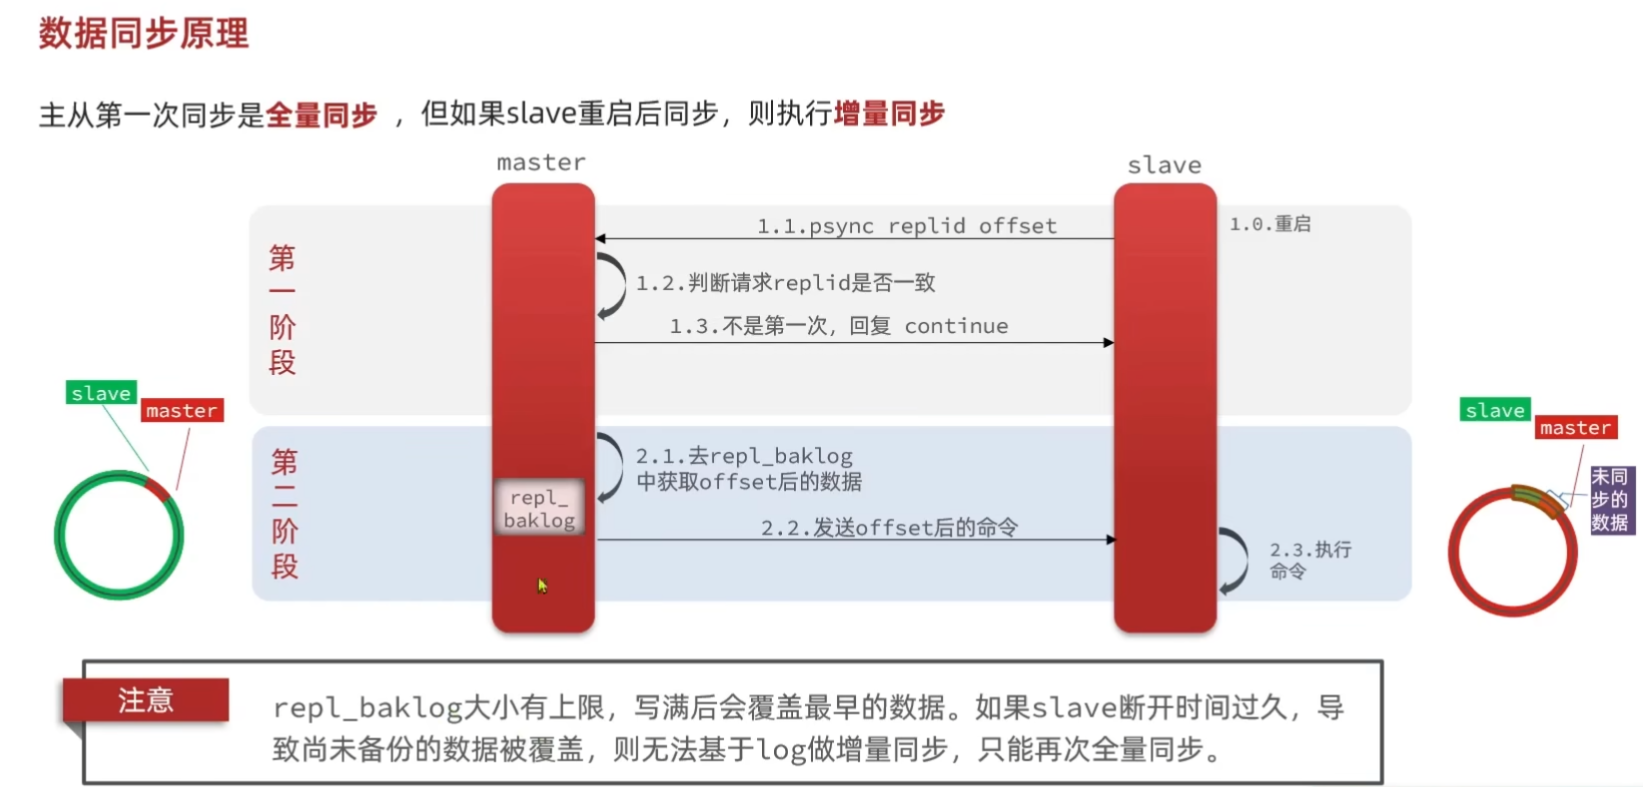 数据同步原理
主从第一次同步是全量同步 ，但如果slave重启后同步，则执行增量同步
master
slave
第一阶段
1.0.重启
1.1.psync replid offset
1.2.判断请求replid是否一致
1.3.不是第一次，回复 continue
slave
master
第二阶段
2.1.去repl_baklog
中获取offset后的数据
repl_
baklog
2.2.发送offset后的命令
2.3.执行
命令
slave
master
未同
步的
数据
注意
repl_baklog大小有上限，写满后会覆盖最早的数据。如果slave断开时间过久，导
致尚未备份的数据被覆盖，则无法基于log做增量同步，只能再次全量同步。